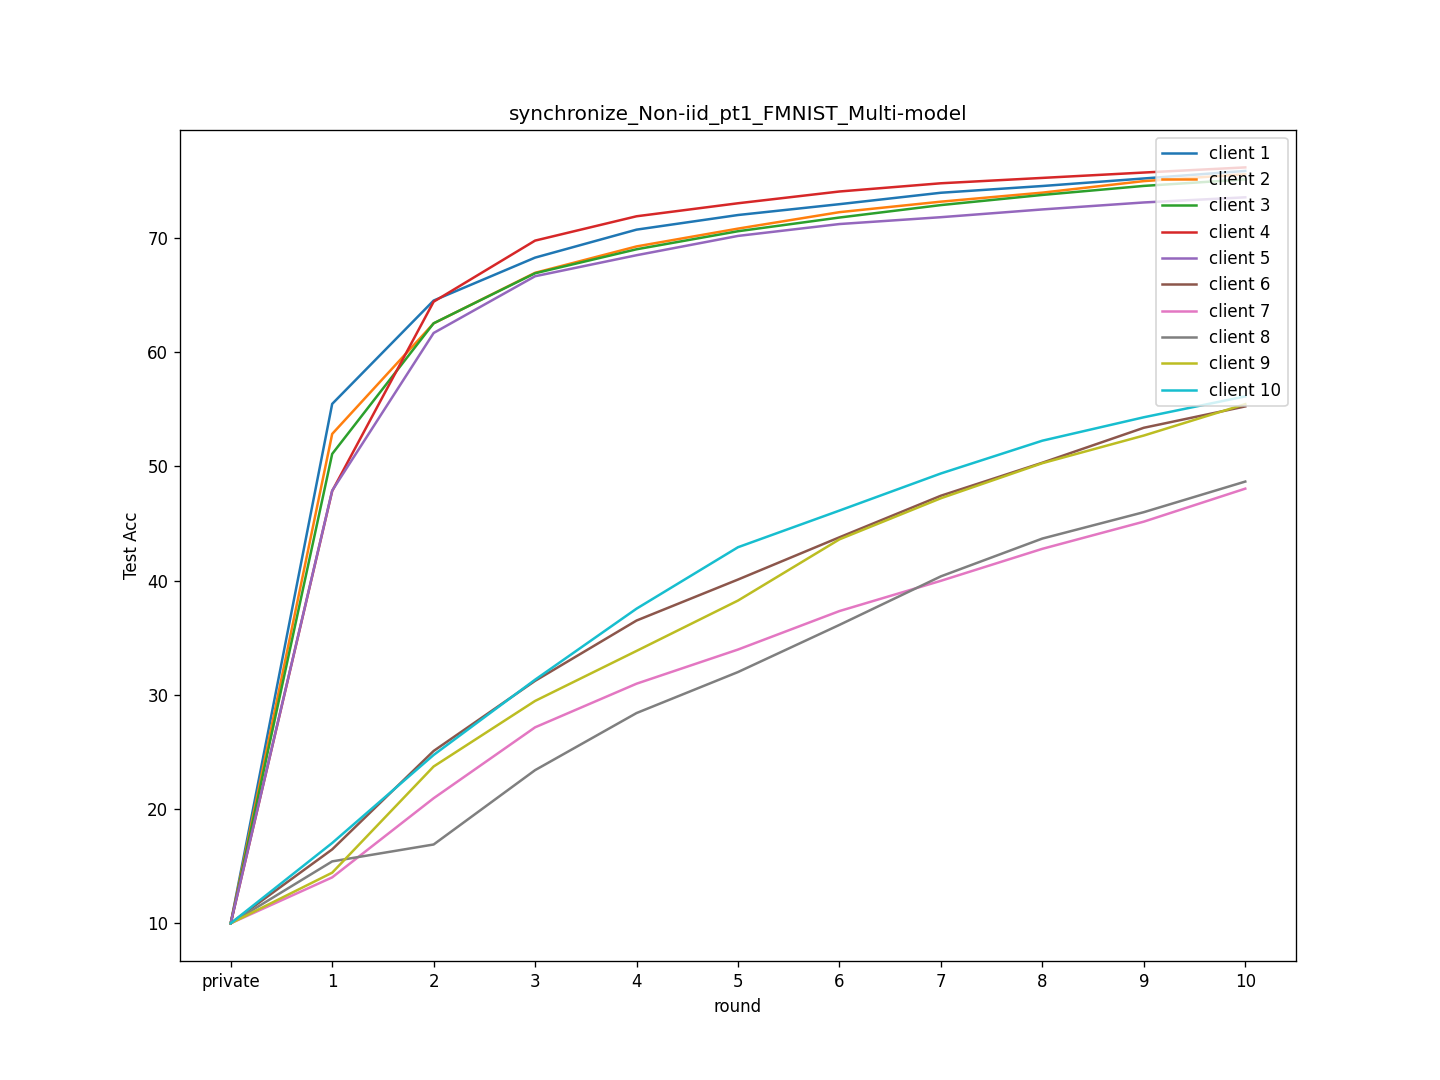 synchronize_Non-iid_pt1_FMNIST_Multi-model
client 1
client 2
client 3
client 4
client 5
client 6
client 7
client 8
client 9
client 10
Test Acc
70
60
50
40
30
20
10
private 1 2 3 4 5 6 7 8 9 10
round